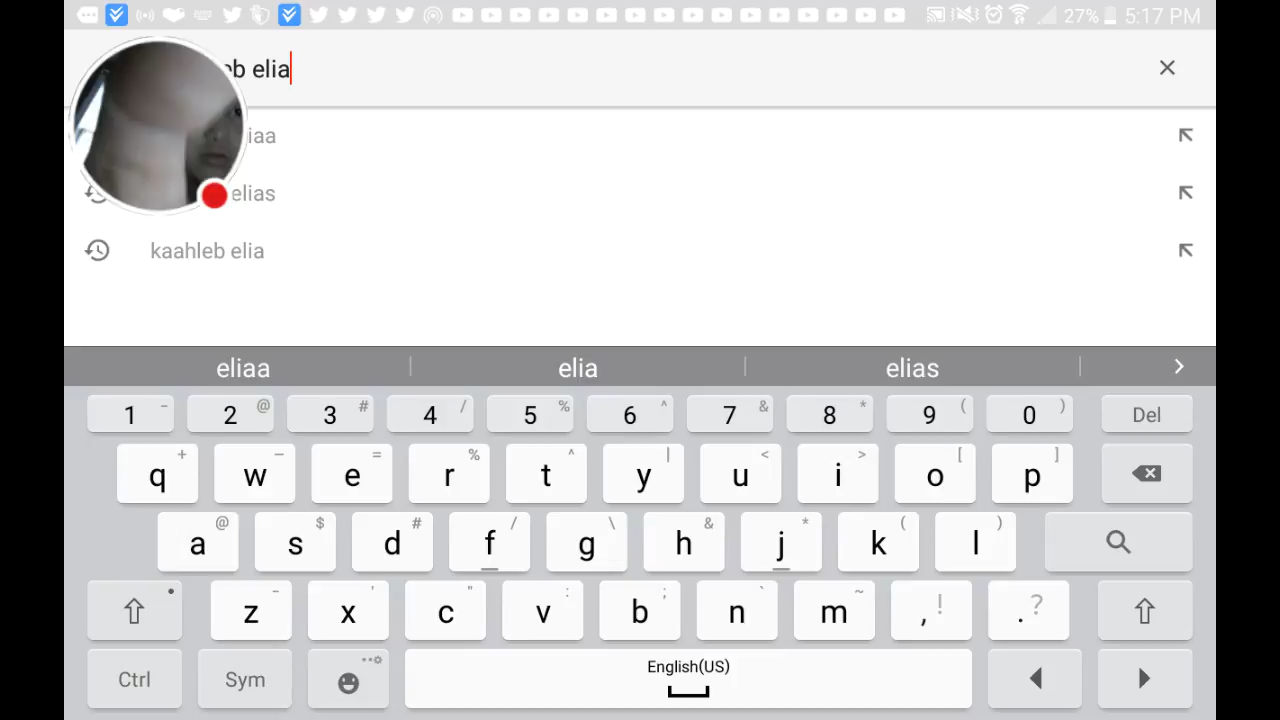 27% 5:17 PM
b elia
iaa
elias
kaahleb elia
eliaa elia elias
1 - 2 @ 3 # 4 / 5 % 6 ^ 7 & 8 * 9 ( 0 ) Del
q + w - e = r % t ^ y | u < i > o [ p ]
a @ s $ d # f / g \ h & j * k ( l )
z - x ' c " v : b ; n ` m ~ , ! . ?
Ctrl Sym English(US)